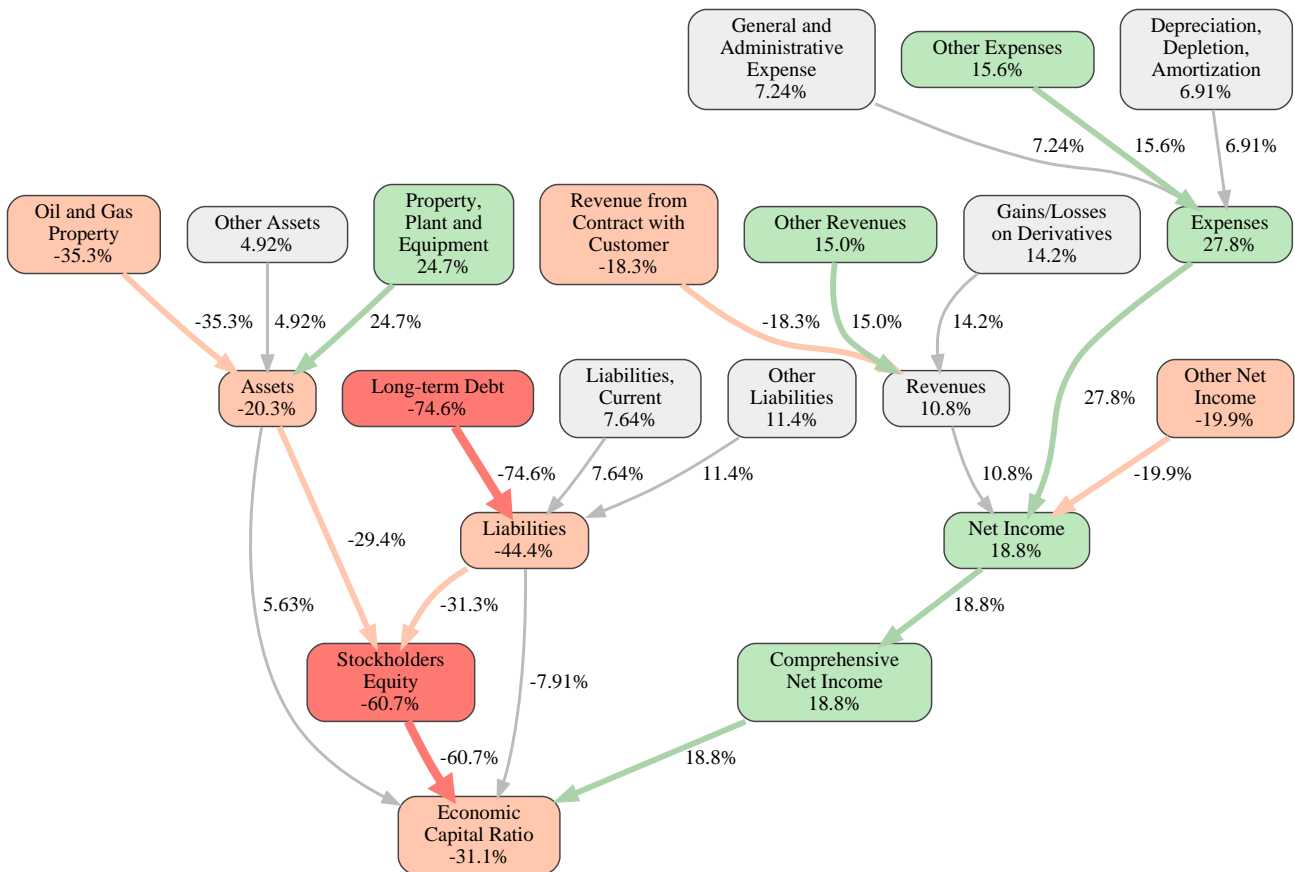 General and
Administrative
Expense
7.24%
Other Expenses
15.6%
Depreciation,
Depletion,
Amortization
6.91%
7.24%
15.6%
6.91%
Oil and Gas
Property
-35.3%
Other Assets
4.92%
Property,
Plant and
Equipment
24.7%
Revenue from
Contract with
Customer
-18.3%
Other Revenues
15.0%
Gains/Losses
on Derivatives
14.2%
Expenses
27.8%
-35.3%
4.92%
24.7%
-18.3%
15.0%
14.2%
Assets
-20.3%
Long-term Debt
-74.6%
Liabilities,
Current
7.64%
Other
Liabilities
11.4%
Revenues
10.8%
27.8%
Other Net
Income
-19.9%
-74.6%
7.64%
11.4%
10.8%
-19.9%
-29.4%
Liabilities
-44.4%
Net Income
18.8%
5.63%
-31.3%
18.8%
Stockholders
Equity
-60.7%
-7.91%
Comprehensive
Net Income
18.8%
-60.7%
18.8%
Economic
Capital Ratio
-31.1%